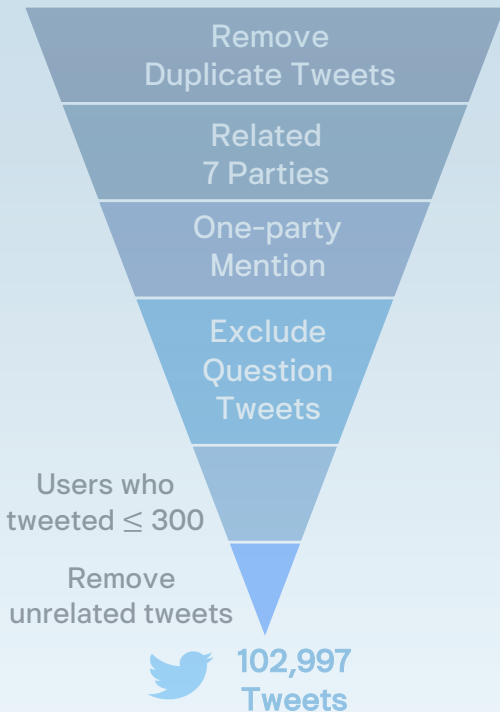 Remove
Duplicate Tweets
Related
7 Parties
One-party
Mention
Exclude
Question
Tweets
Users who
tweeted ≤ 300
Remove
unrelated tweets
102,997
Tweets